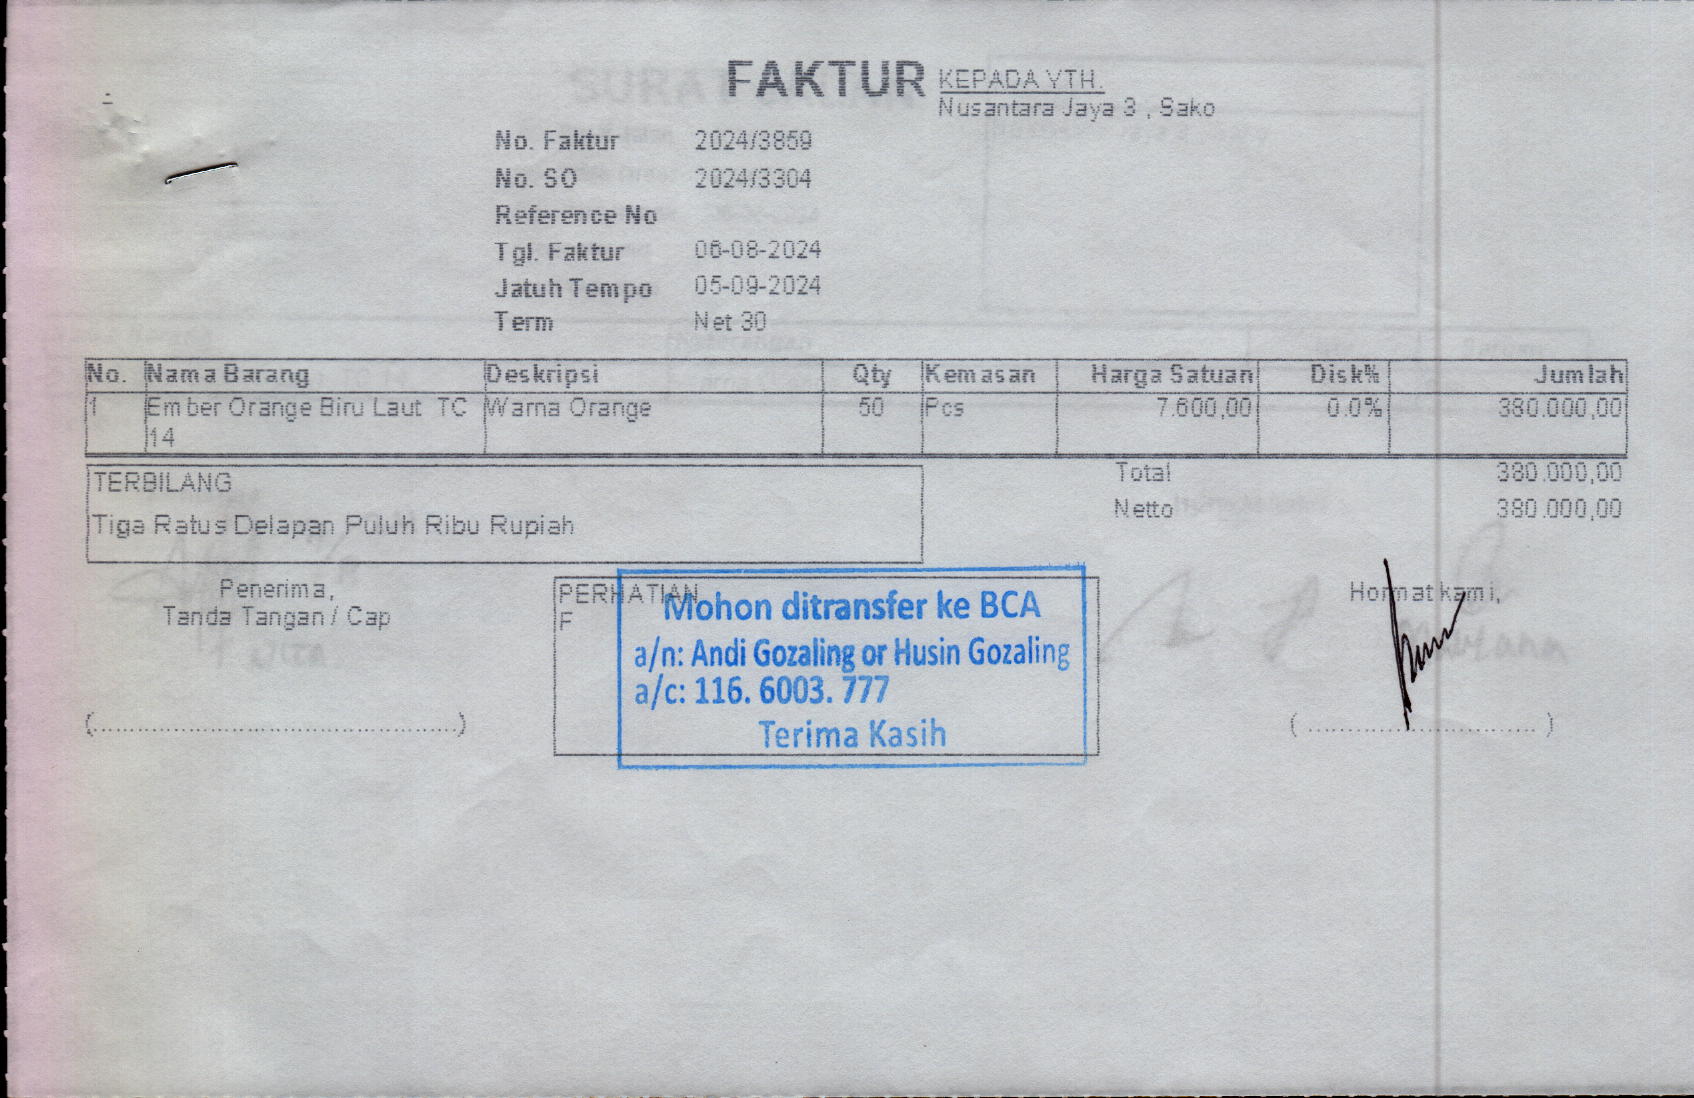 FAKTUR
KEPADA YTH.
Nusantara Jaya 3 , Sako
No. Faktur 2024/3859
No. SO 2024/3304
Reference No
Tgl. Faktur 06-08-2024
Jatuh Tempo 05-09-2024
Term Net 30
No. Nama Barang Deskripsi Qty Kemasan Harga Satuan Disk% Jumlah
1 Ember Orange Biru Laut TC Warna Orange 50 Pcs 7.600,00 0.0% 380.000,00
14
Total 380.000,00
TERBILANG
Netto 380.000,00
Tiga Ratus Delapan Puluh Ribu Rupiah
Penerima,
Tanda Tangan / Cap
(............................................)
PERHATIAN
F
Mohon ditransfer ke BCA
a/n: Andi Gozaling or Husin Gozaling
a/c: 116. 6003. 777
Terima Kasih
Hormat kami,
( ............................ )